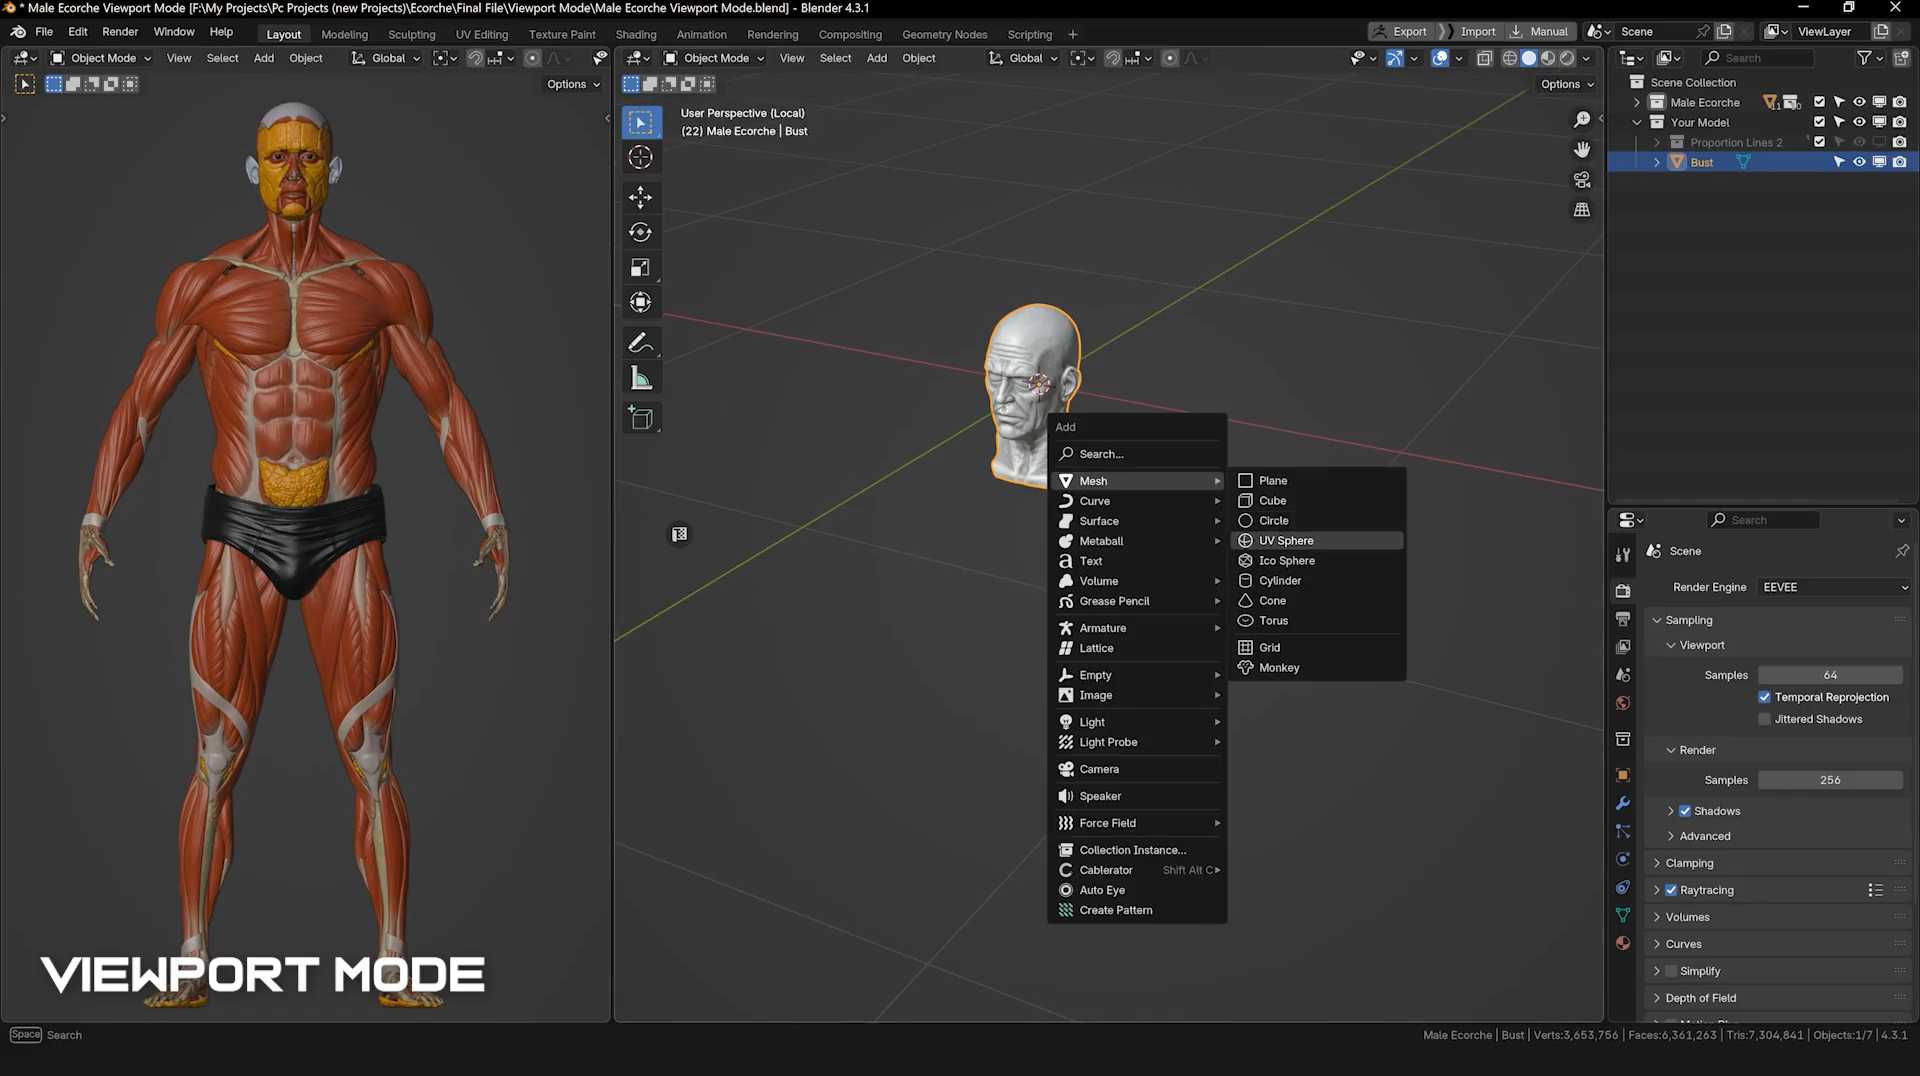 * Male Ecorche Viewport Mode [F:\My Projects\Pc Projects (new Projects)\Ecorche\Final File\Viewport Mode\Male Ecorche Viewport Mode.blend] - Blender 4.3.1
File Edit Render Window Help Layout Modeling Sculpting UV Editing Texture Paint Shading Animation Rendering Compositing Geometry Nodes Scripting + Export Import Manual Scene ViewLayer
Object Mode View Select Add Object Global
Options
Object Mode View Select Add Object Global
Options
User Perspective (Local)
(22) Male Ecorche | Bust
Add
Search...
Mesh
Curve
Surface
Metaball
Text
Volume
Grease Pencil
Armature
Lattice
Empty
Image
Light
Light Probe
Camera
Speaker
Force Field
Collection Instance...
Cablerator Shift Alt C
Auto Eye
Create Pattern
Plane
Cube
Circle
UV Sphere
Ico Sphere
Cylinder
Cone
Torus
Grid
Monkey
Search
Scene Collection
Male Ecorche
Your Model
Proportion Lines 2
Bust
Search
Scene
Render Engine EEVEE
Sampling
Viewport
Samples 64
Temporal Reprojection
Jittered Shadows
Render
Samples 256
Shadows
Advanced
Clamping
Raytracing
Volumes
Curves
Simplify
Depth of Field
VIEWPORT MODE
Space Search
Male Ecorche | Bust | Verts:3,653,756 | Faces:6,361,263 | Tris:7,304,841 | Objects:1/7 | 4.3.1